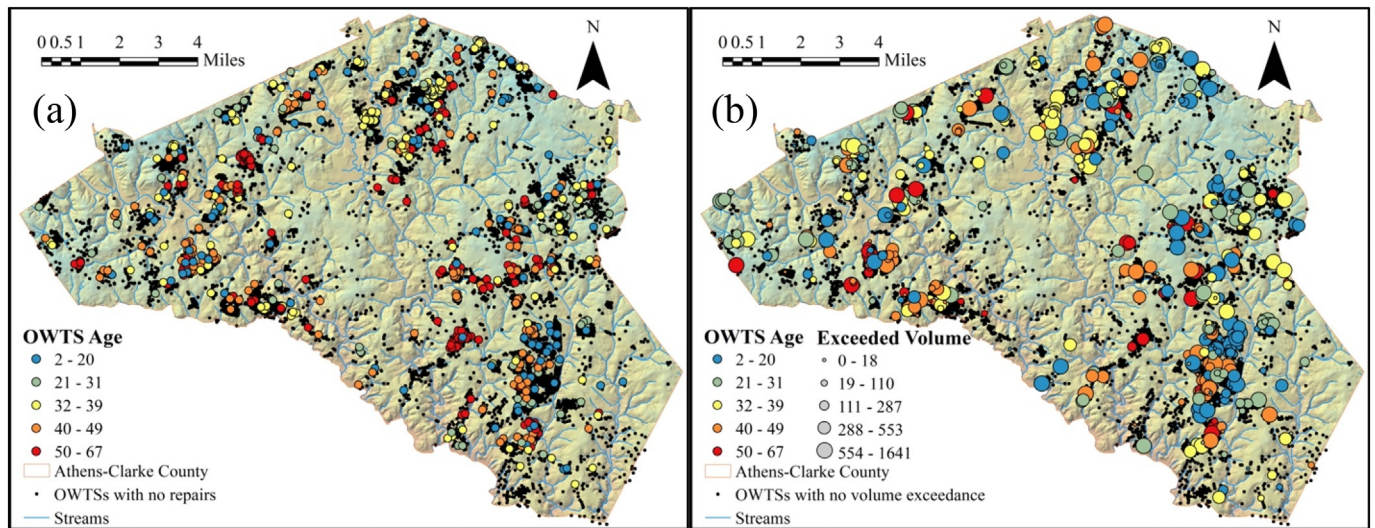 0 0.5 1 2 3 4
Miles
N
(a)
OWTS Age
2 - 20
21 - 31
32 - 39
40 - 49
50 - 67
Athens-Clarke County
OWTSs with no repairs
Streams
0 0.5 1 2 3 4
Miles
N
(b)
OWTS Age Exceeded Volume
2 - 20 0 - 18
21 - 31 19 - 110
32 - 39 111 - 287
40 - 49 288 - 553
50 - 67 554 - 1641
Athens-Clarke County
OWTSs with no volume exceedance
Streams